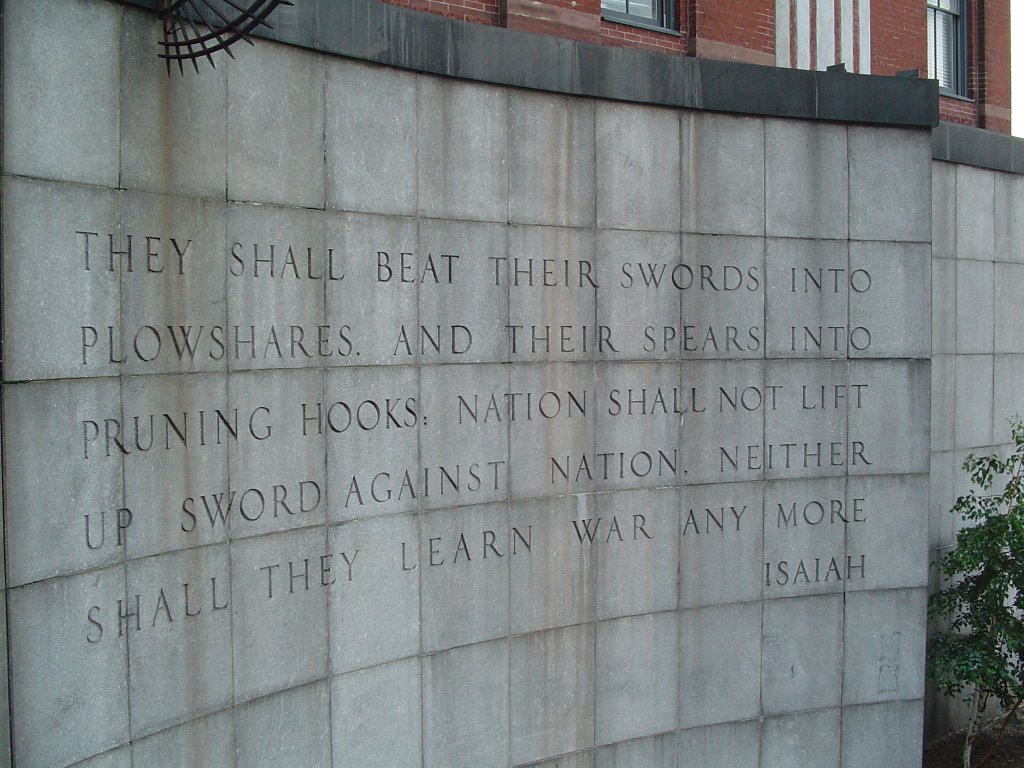 THEY SHALL BEAT THEIR SWORDS INTO
PLOWSHARES. AND THEIR SPEARS INTO
PRUNING HOOKS: NATION SHALL NOT LIFT
UP SWORD AGAINST NATION. NEITHER
SHALL THEY LEARN WAR ANY MORE
ISAIAH